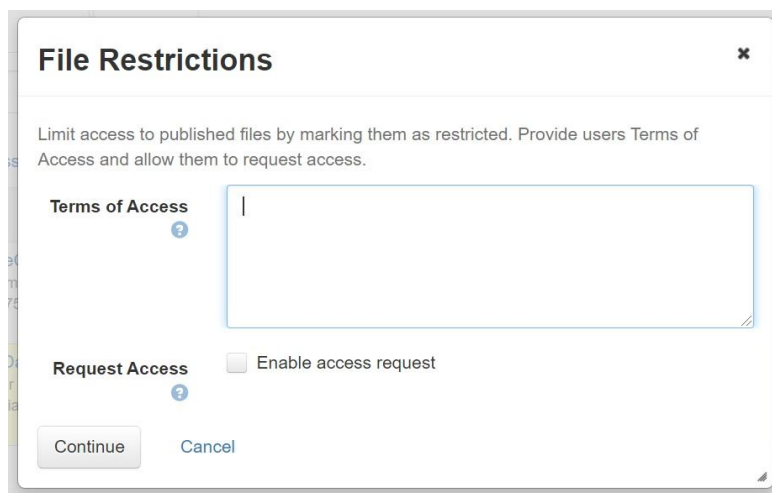 File Restrictions
Limit access to published files by marking them as restricted. Provide users Terms of
Access and allow them to request access.
Terms of Access
Request Access
Enable access request
Continue
Cancel